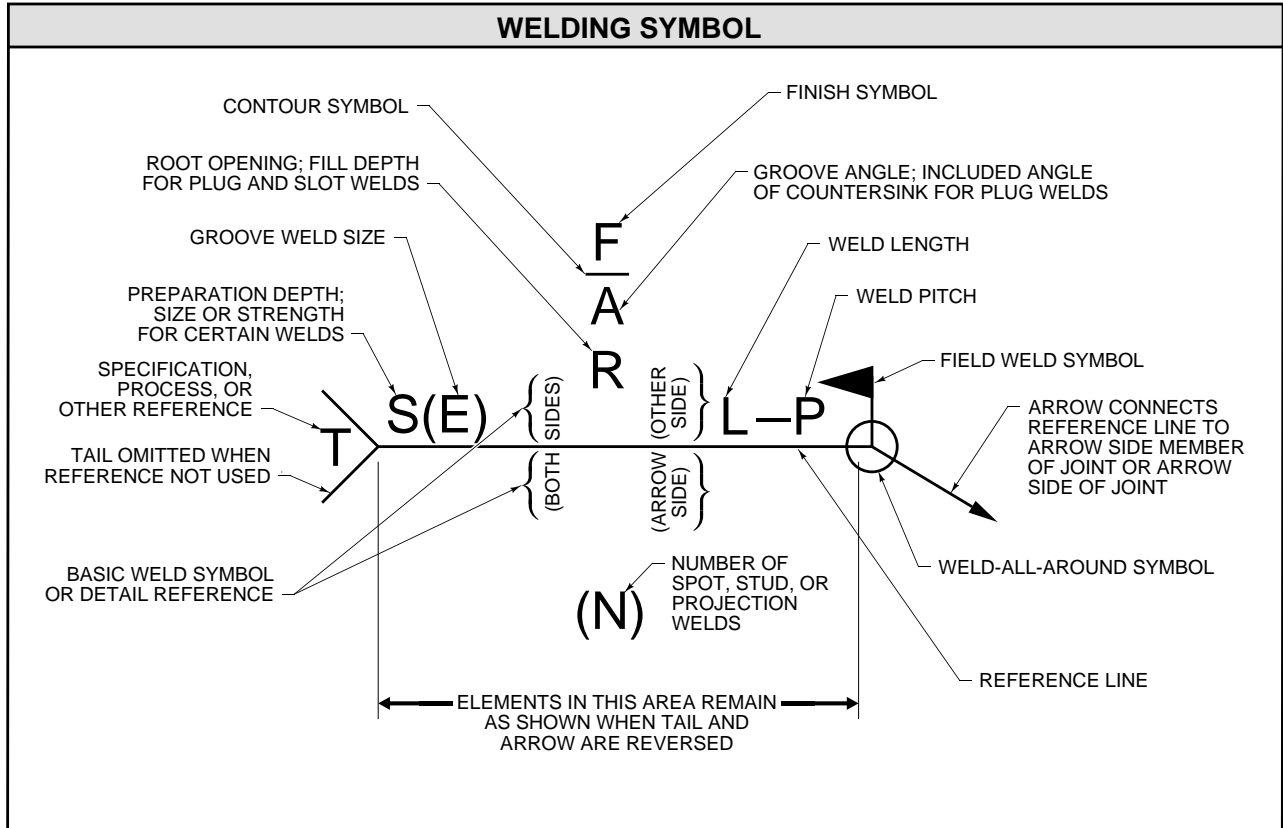 WELDING SYMBOL
CONTOUR SYMBOL
FINISH SYMBOL
ROOT OPENING; FILL DEPTH
FOR PLUG AND SLOT WELDS
GROOVE ANGLE; INCLUDED ANGLE
OF COUNTERSINK FOR PLUG WELDS
F
GROOVE WELD SIZE
WELD LENGTH
A
PREPARATION DEPTH;
SIZE OR STRENGTH
FOR CERTAIN WELDS
WELD PITCH
R
FIELD WELD SYMBOL
SPECIFICATION,
PROCESS, OR
OTHER REFERENCE
S(E)
(BOTH SIDES)
(OTHER
SIDE)
L–P
ARROW CONNECTS
REFERENCE LINE TO
ARROW SIDE MEMBER
OF JOINT OR ARROW
SIDE OF JOINT
T
TAIL OMITTED WHEN
REFERENCE NOT USED
(ARROW
SIDE)
WELD-ALL-AROUND SYMBOL
BASIC WELD SYMBOL
OR DETAIL REFERENCE
(N)
NUMBER OF
SPOT, STUD, OR
PROJECTION
WELDS
REFERENCE LINE
ELEMENTS IN THIS AREA REMAIN
AS SHOWN WHEN TAIL AND
ARROW ARE REVERSED